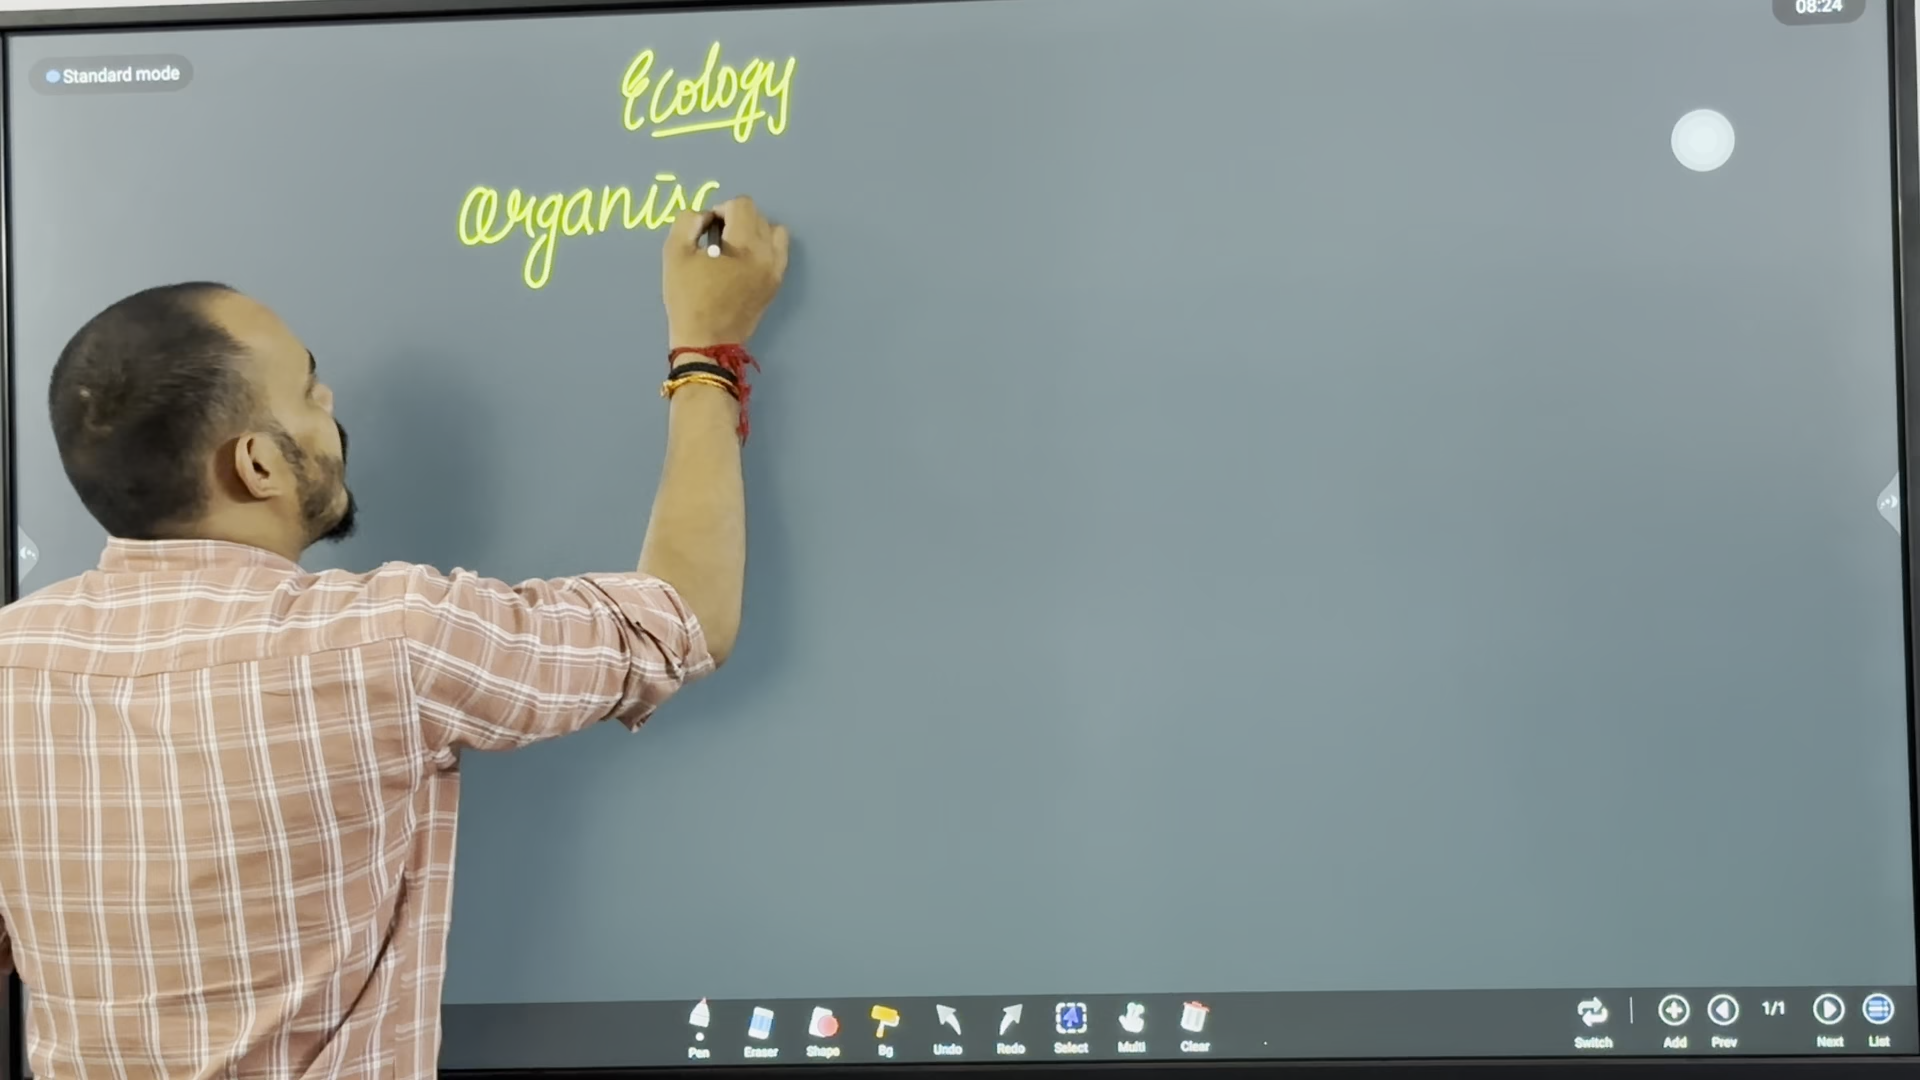 08:24
Standard mode
Ecology
Organis
Pen Eraser Shape Bg Undo Redo Select Multi Clear Switch Add Prev 1/1 Next List